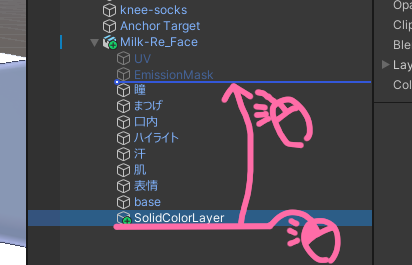 knee-socks
Anchor Target
Milk-Re_Face
UV
EmissionMask
瞳
まつげ
口内
ハイライト
汗
肌
表情
base
SolidColorLayer
Opa
Clip
Ble
Lay
Col